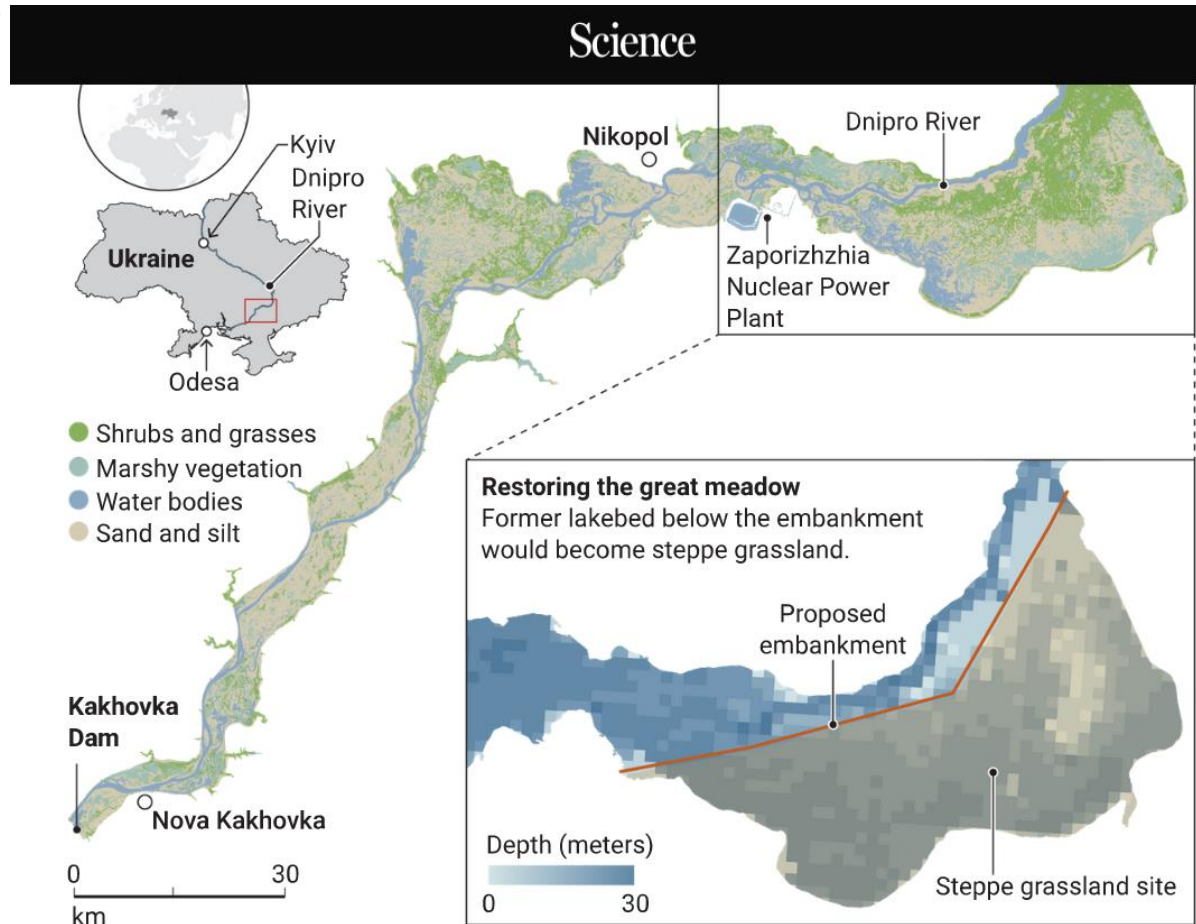 Science
Kyiv
Dnipro
River
Ukraine
Odesa
Nikopol
Dnipro River
Zaporizhzhia
Nuclear Power
Plant
Shrubs and grasses
Marshy vegetation
Water bodies
Sand and silt
Kakhovka
Dam
Nova Kakhovka
0 30
km
Restoring the great meadow
Former lakebed below the embankment
would become steppe grassland.
Proposed
embankment
Depth (meters)
0 30
Steppe grassland site